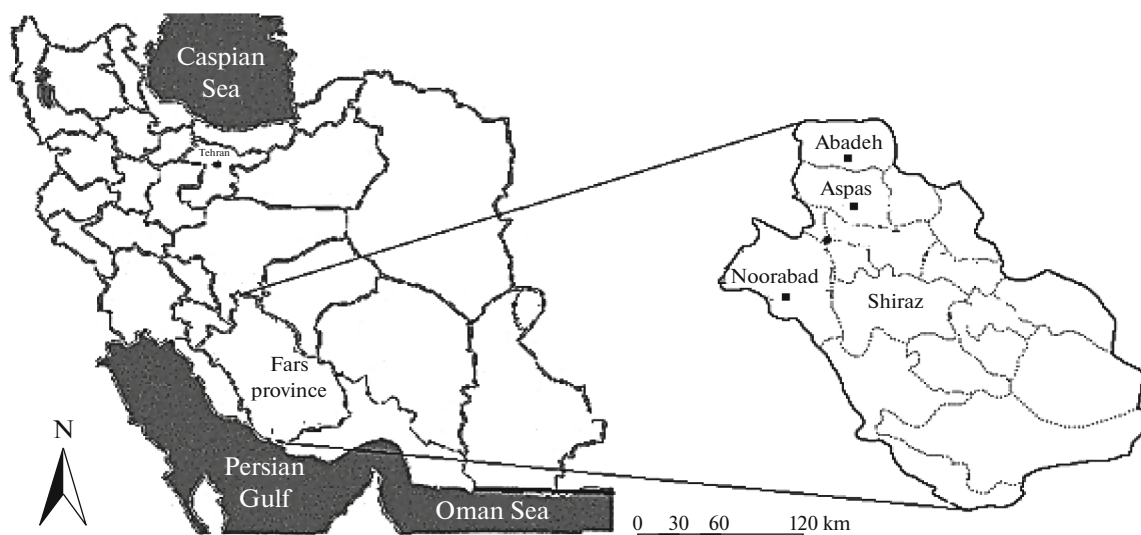 Caspian
Sea
Tehran
Fars
province
N
Persian
Gulf
Oman Sea
Abadeh
Aspas
Noorabad
Shiraz
0 30 60 120 km